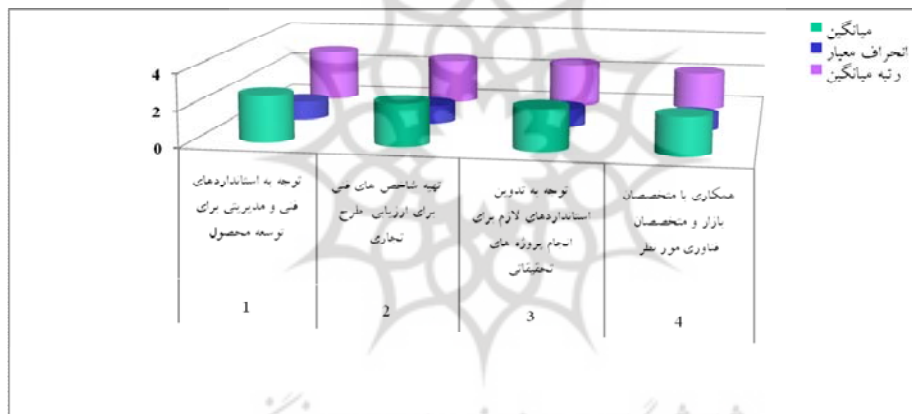 میانگین
انحراف معیار
رتبه میانگین
4
2
0
توجه به استانداردهای
فنی و مدیریتی برای
توسعه محصول
1
تهیه شاخص های فنی
برای ارزیابی طرح
تجاری
2
توجه به تدوین
استانداردهای لازم برای
انجام پروژه های
تحقیقاتی
3
همکاری با متخصصان
بازار و متخصصان
فناوری مور نظر
4